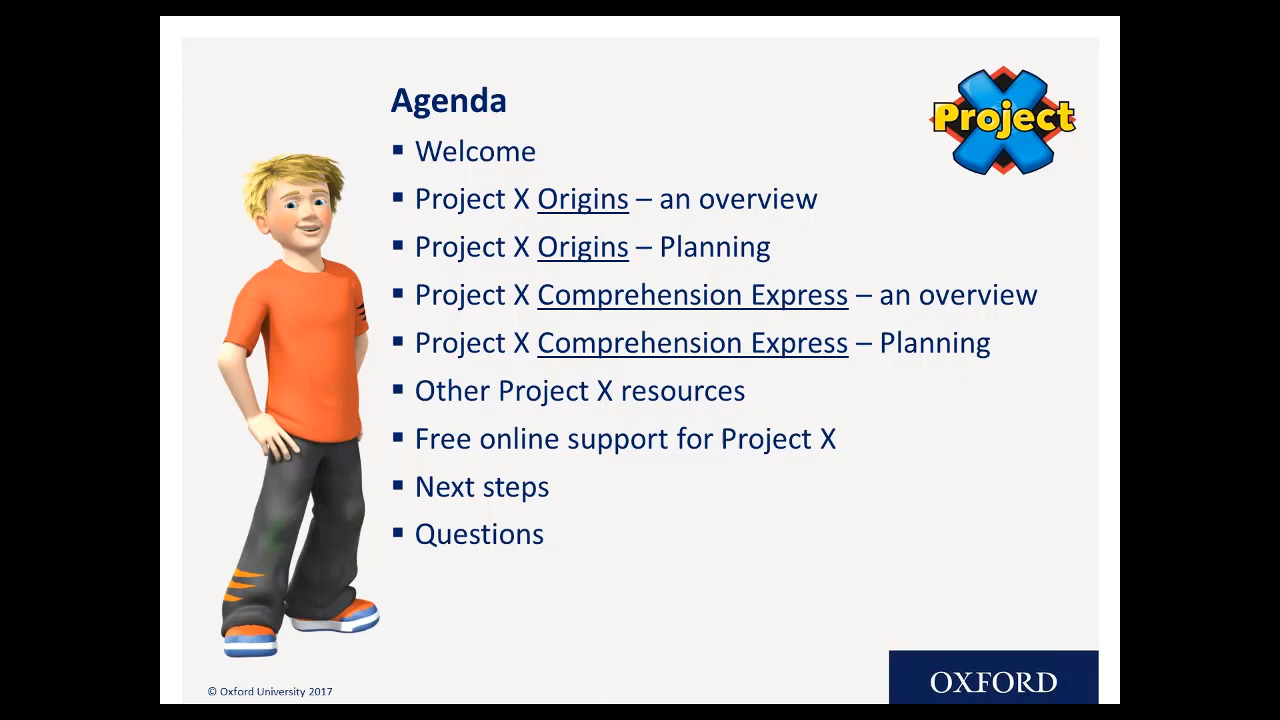 Agenda
Project
▪ Welcome
▪ Project X Origins – an overview
▪ Project X Origins – Planning
▪ Project X Comprehension Express – an overview
▪ Project X Comprehension Express – Planning
▪ Other Project X resources
▪ Free online support for Project X
▪ Next steps
▪ Questions
© Oxford University 2017
OXFORD